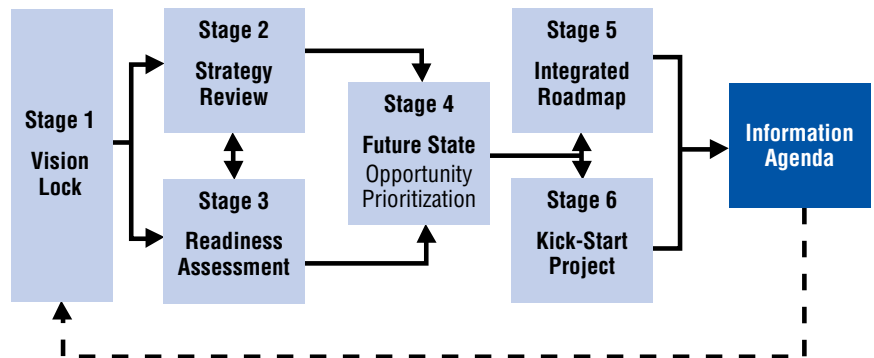 Stage 1
Vision
Lock
Stage 2
Strategy
Review
Stage 3
Readiness
Assessment
Stage 4
Future State
Opportunity
Prioritization
Stage 5
Integrated
Roadmap
Stage 6
Kick-Start
Project
Information
Agenda